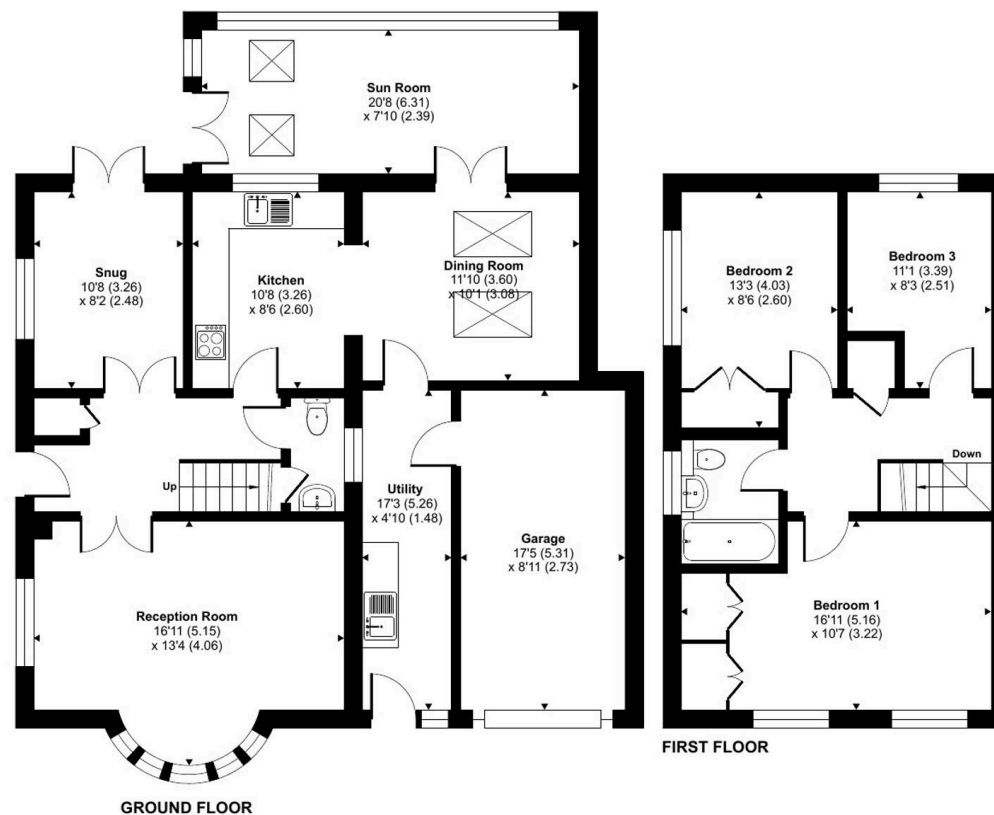 Sun Room
20'8 (6.31)
x 7'10 (2.39)
Snug
10'8 (3.26)
x 8'2 (2.48)
Kitchen
10'8 (3.26)
x 8'6 (2.60)
Dining Room
11'10 (3.60)
x 10'1 (3.08)
Up
Utility
17'3 (5.26)
x 4'10 (1.48)
Garage
17'5 (5.31)
x 8'11 (2.73)
Reception Room
16'11 (5.15)
x 13'4 (4.06)
GROUND FLOOR
Bedroom 2
13'3 (4.03)
x 8'6 (2.60)
Bedroom 3
11'1 (3.39)
x 8'3 (2.51)
Down
Bedroom 1
16'11 (5.16)
x 10'7 (3.22)
FIRST FLOOR